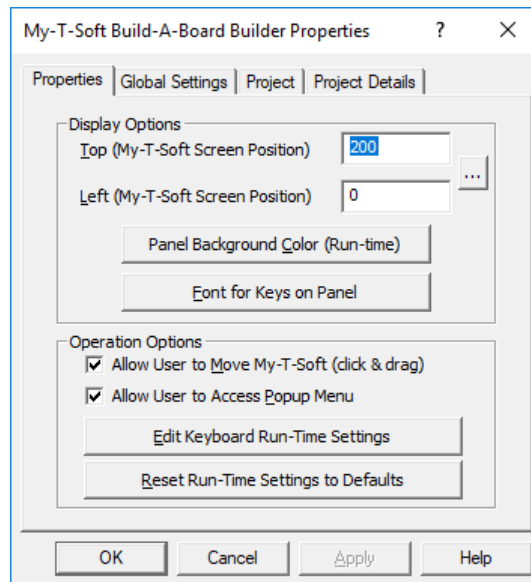 My-T-Soft Build-A-Board Builder Properties ?
Properties Global Settings Project Project Details
Display Options
Top (My-T-Soft Screen Position) 200
...
Left (My-T-Soft Screen Position) 0
Panel Background Color (Run-time)
Font for Keys on Panel
Operation Options
Allow User to Move My-T-Soft (click & drag)
Allow User to Access Popup Menu
Edit Keyboard Run-Time Settings
Reset Run-Time Settings to Defaults
OK Cancel Apply Help